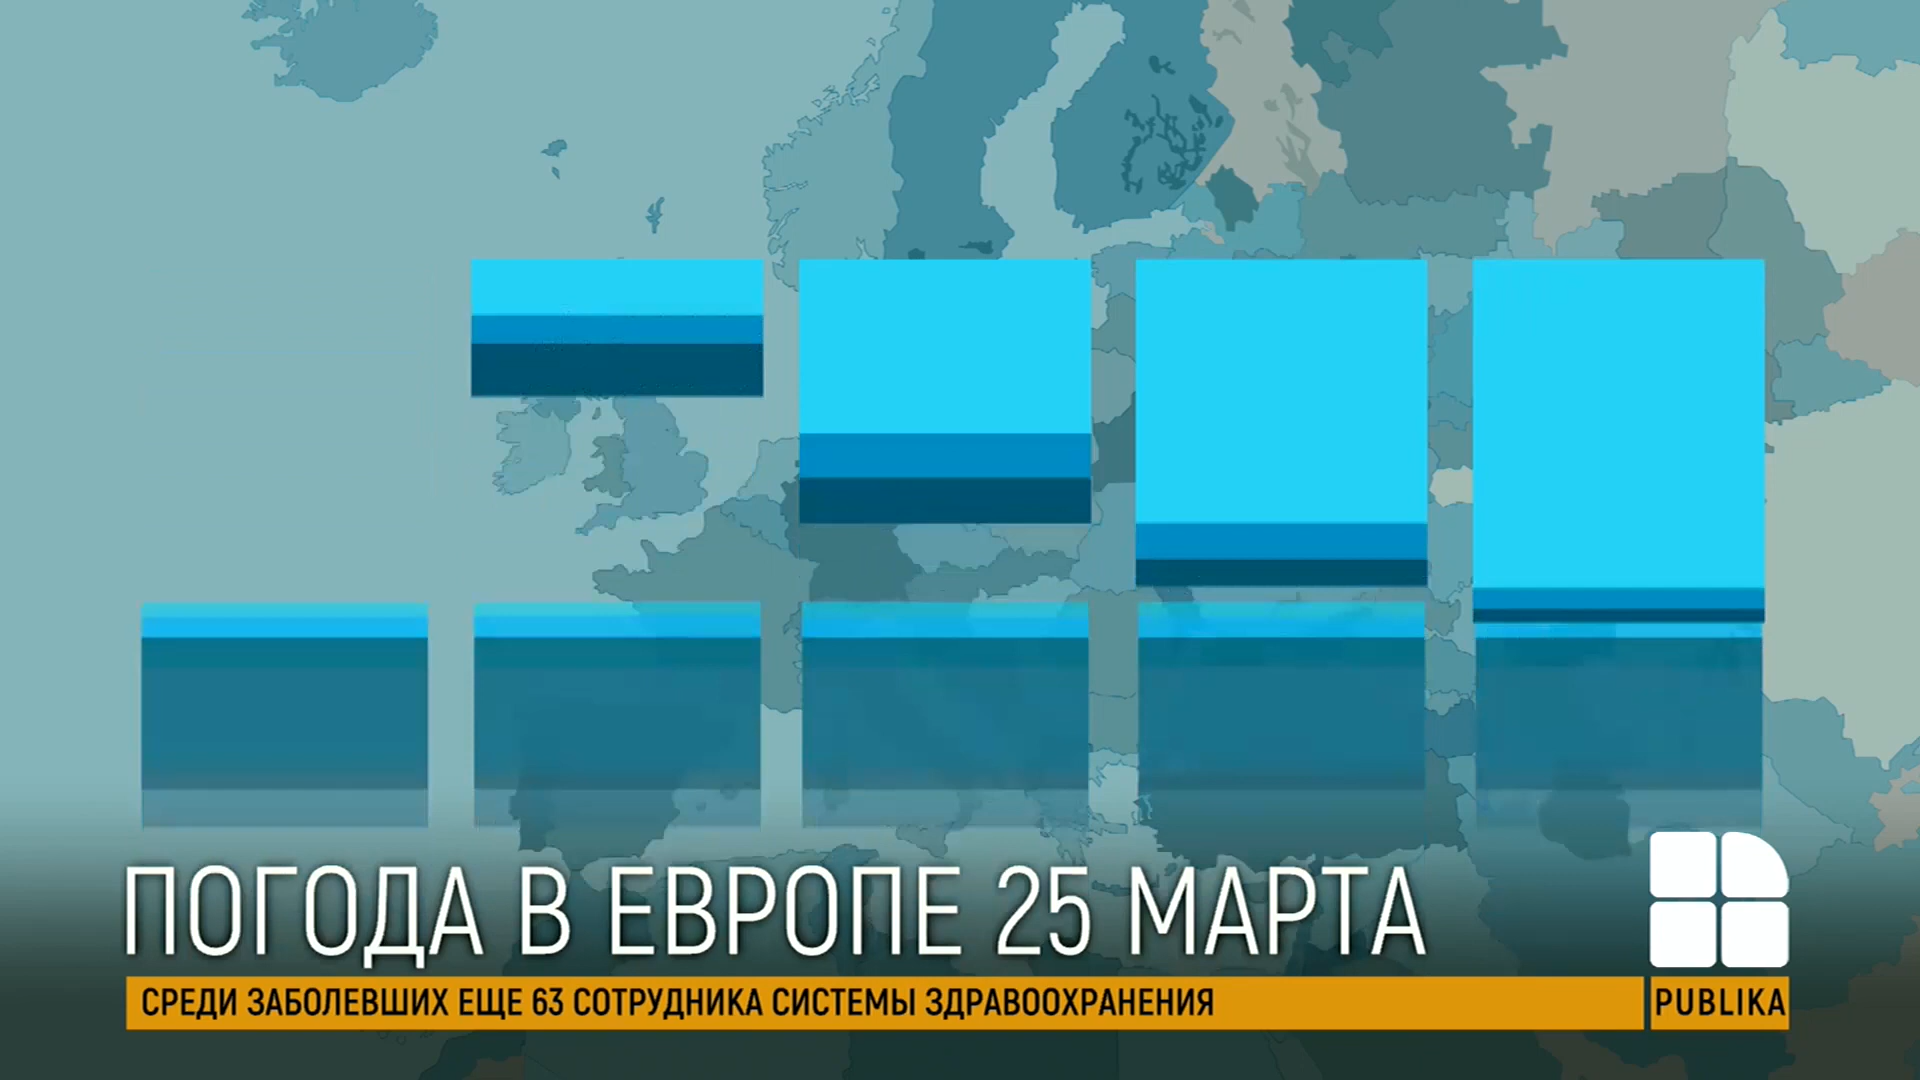 ПОГОДА В ЕВРОПЕ 25 МАРТА
СРЕДИ ЗАБОЛЕВШИХ ЕЩЕ 63 СОТРУДНИКА СИСТЕМЫ ЗДРАВООХРАНЕНИЯ
PUBLIKA